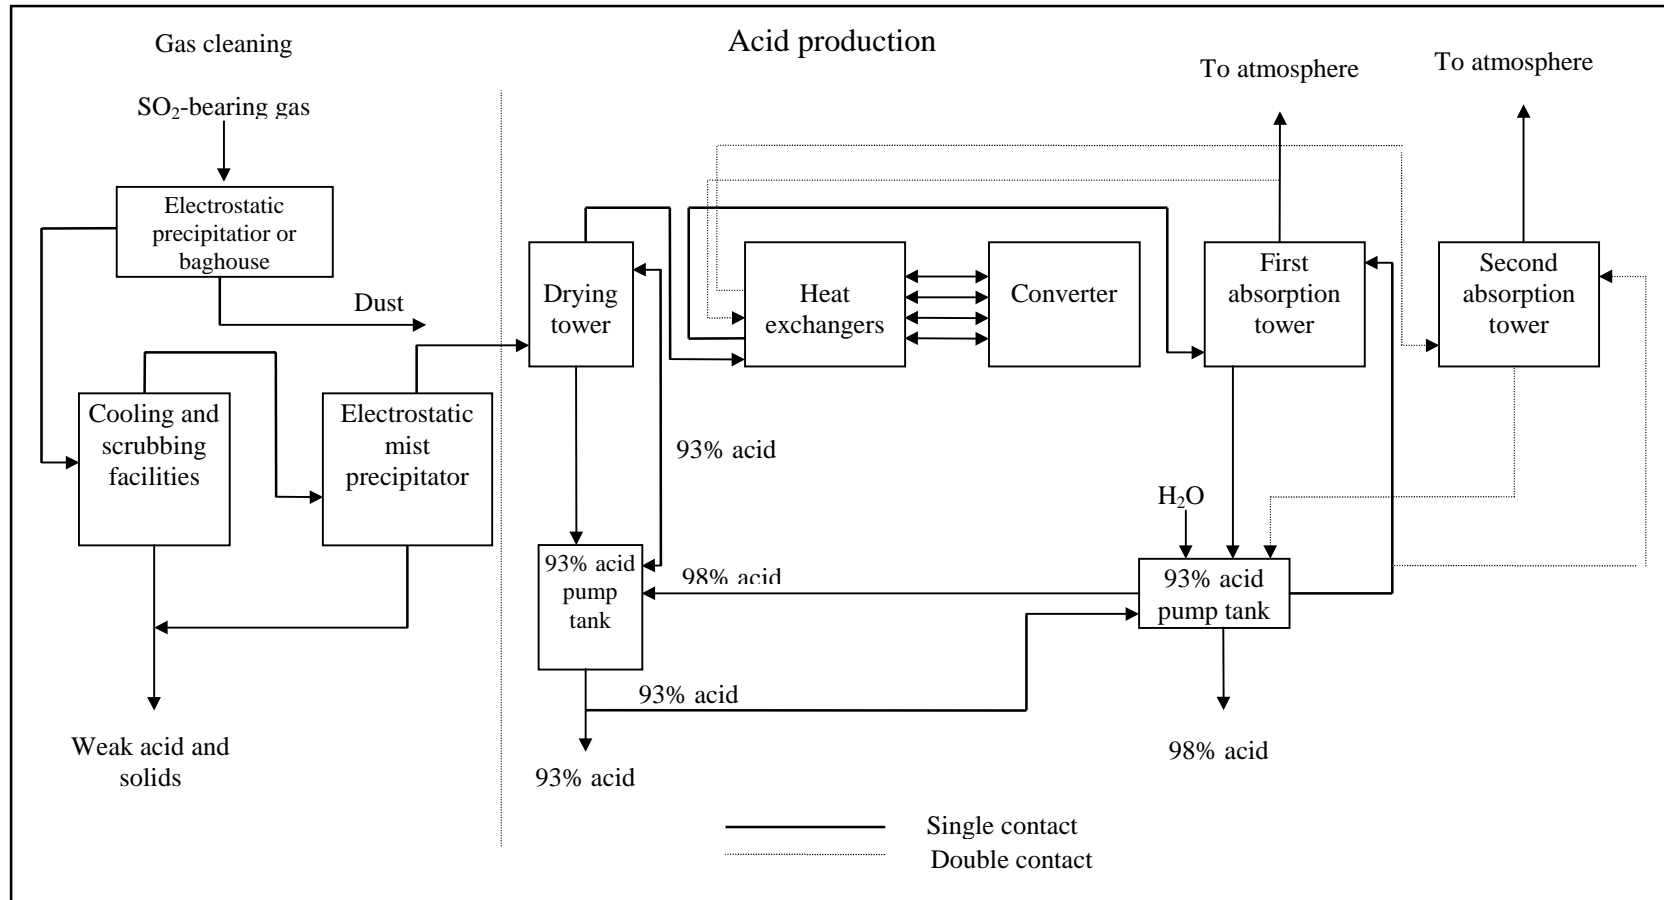 Gas cleaning
Acid production
To atmosphere
To atmosphere
SO₂-bearing gas
Electrostatic
precipitatior or
baghouse
Dust
Drying
tower
Heat
exchangers
Converter
First
absorption
tower
Second
absorption
tower
Cooling and
scrubbing
facilities
Electrostatic
mist
precipitator
93% acid
H₂O
93% acid
pump
tank
98% acid
93% acid
pump tank
93% acid
Weak acid and
solids
93% acid
98% acid
Single contact
Double contact